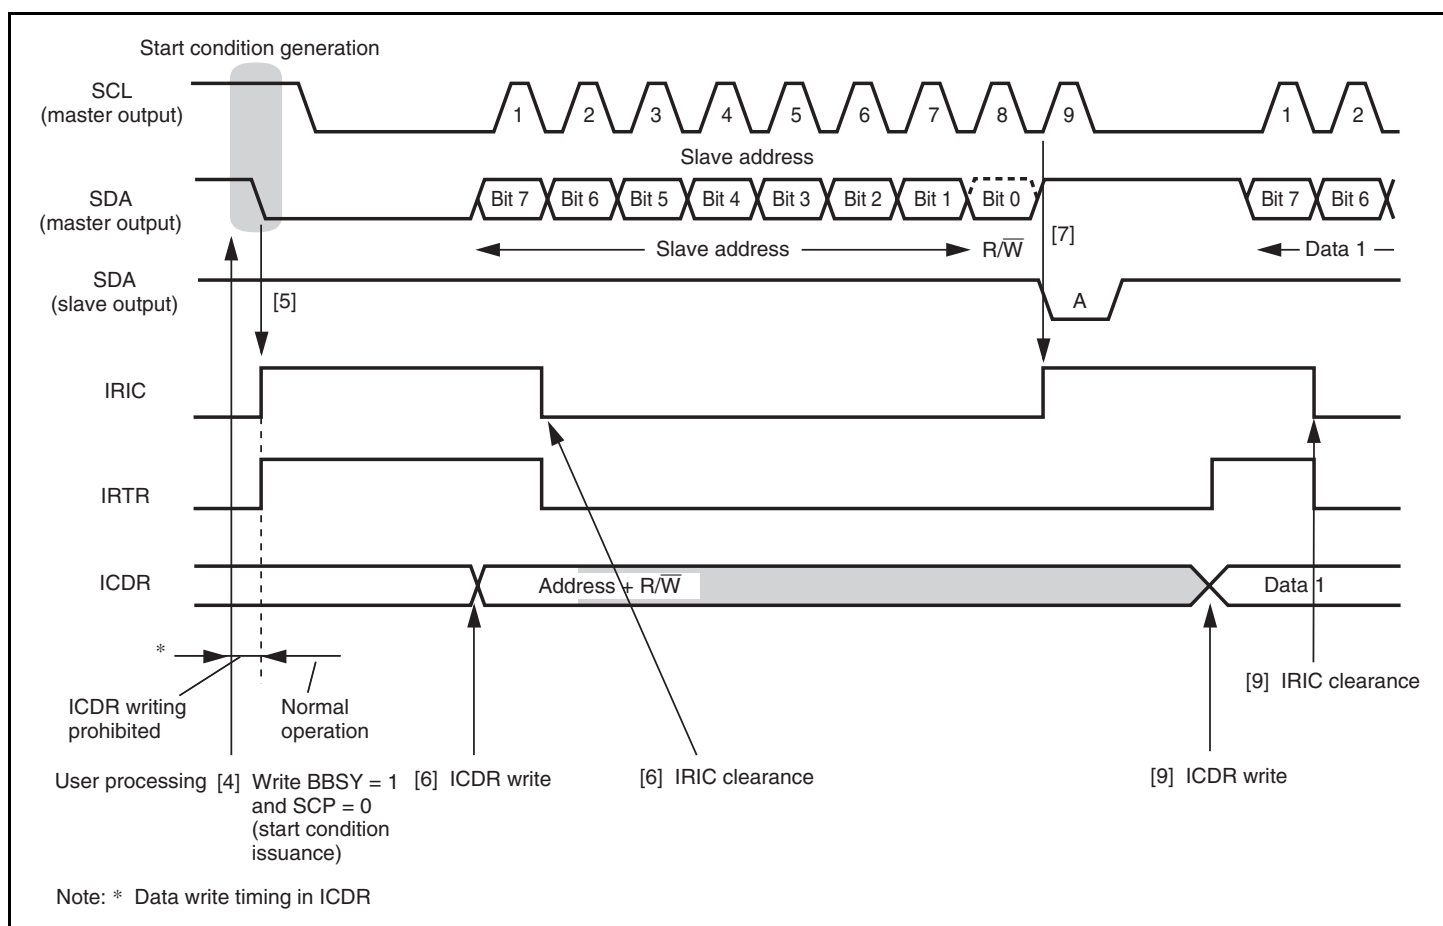 Start condition generation
SCL
(master output)
1 2 3 4 5 6 7 8 9 1 2
Slave address
SDA
(master output)
Bit 7 Bit 6 Bit 5 Bit 4 Bit 3 Bit 2 Bit 1 Bit 0 Bit 7 Bit 6
[7]
Slave address R/W̅ Data 1
SDA
(slave output)
[5]
A
IRIC
IRTR
ICDR
Address + R/W̅ Data 1
*
[9] IRIC clearance
ICDR writing
prohibited
Normal
operation
User processing [4] Write BBSY = 1
and SCP = 0
(start condition
issuance)
[6] ICDR write
[6] IRIC clearance
[9] ICDR write
Note: * Data write timing in ICDR